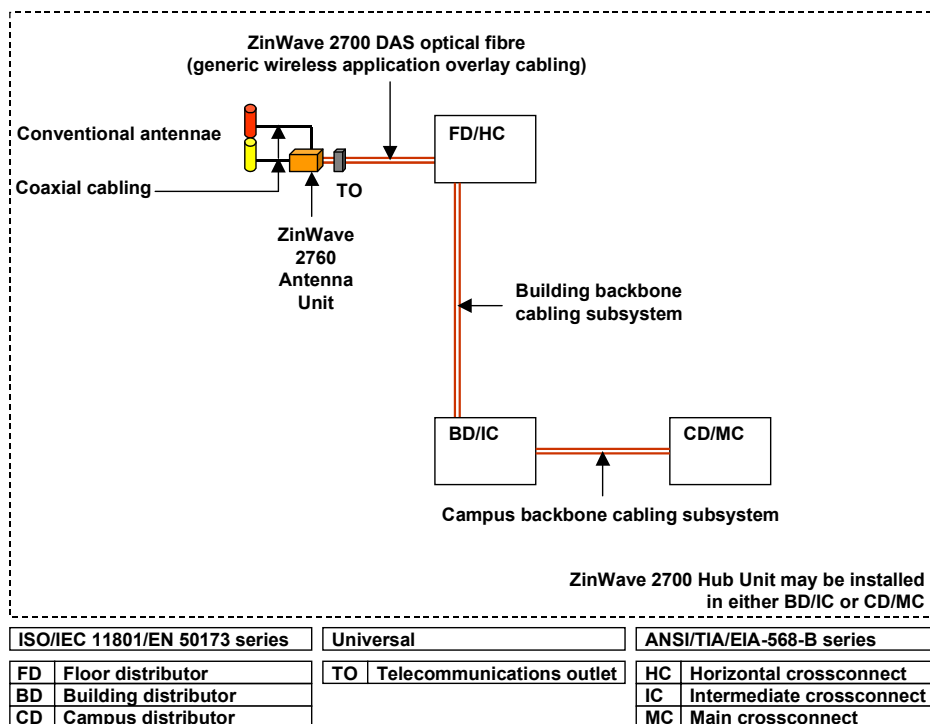 ZinWave 2700 DAS optical fibre
(generic wireless application overlay cabling)
Conventional antennae
FD/HC
Coaxial cabling
TO
ZinWave
2760
Antenna
Unit
Building backbone
cabling subsystem
BD/IC
CD/MC
Campus backbone cabling subsystem
ZinWave 2700 Hub Unit may be installed
in either BD/IC or CD/MC
ISO/IEC 11801/EN 50173 series
Universal
ANSI/TIA/EIA-568-B series
FD Floor distributor
TO Telecommunications outlet
HC Horizontal crossconnect
BD Building distributor
IC Intermediate crossconnect
CD Campus distributor
MC Main crossconnect